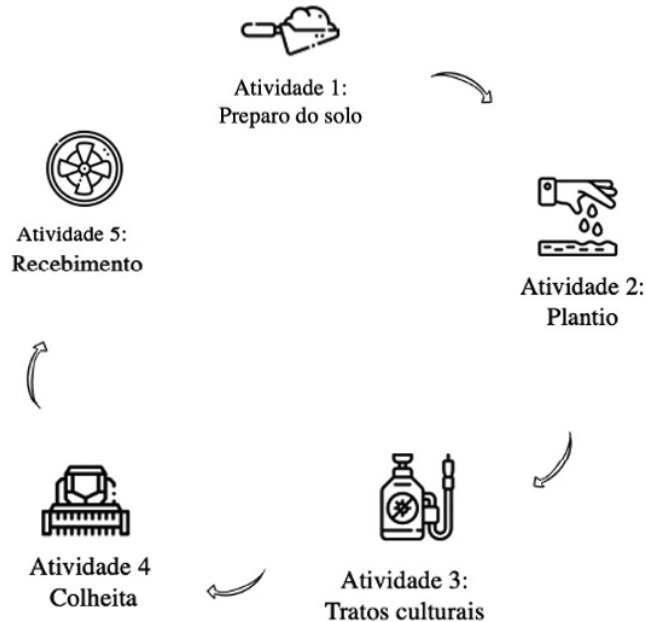 Atividade 1:
Preparo do solo
Atividade 2:
Plantio
Atividade 3:
Tratos culturais
Atividade 4
Colheita
Atividade 5:
Recebimento